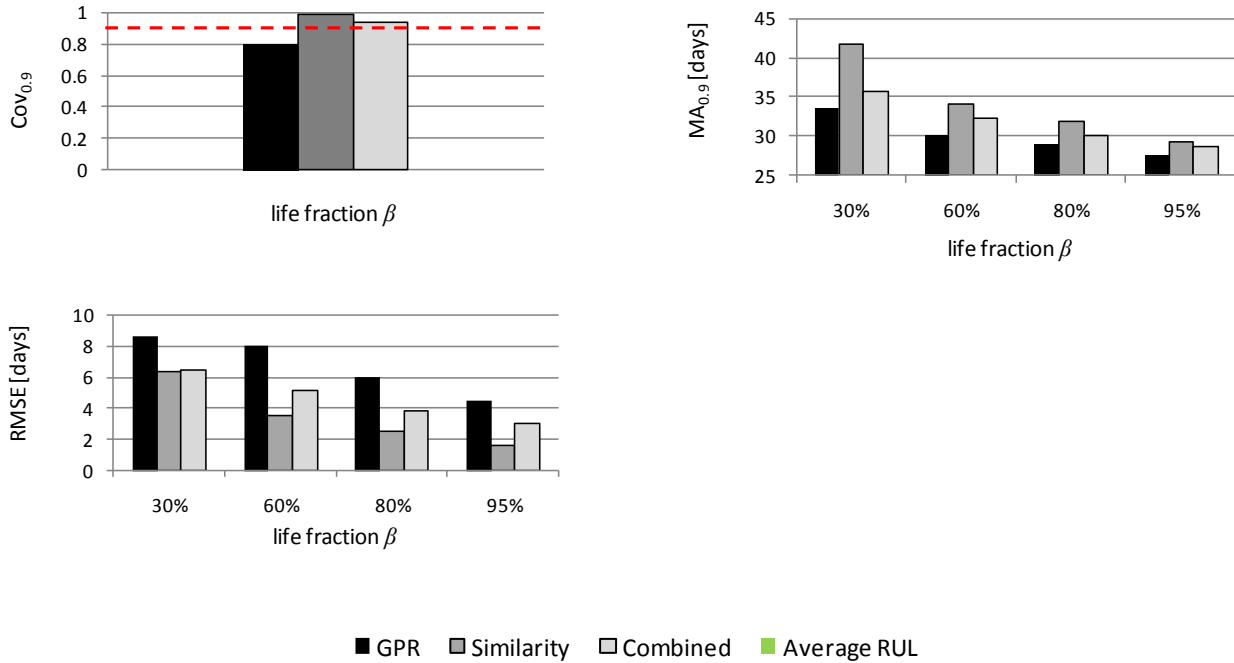 Cov0.9
1
0.8
0.6
0.4
0.2
0
life fraction β
MA0.9 [days]
45
40
35
30
25
30% 60% 80% 95%
life fraction β
RMSE [days]
10
8
6
4
2
0
30% 60% 80% 95%
life fraction β
GPR Similarity Combined Average RUL